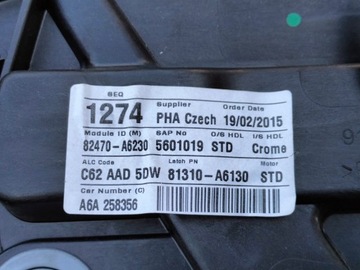 SEQ Supplier Order Date
1274 PHA Czech 19/02/2015
Module ID (M) GAP No O/S HDL I/S HDL
82470-A6230 5601019 STD Crome
ALC Code Latch PN Motor
C62 AAD 5DW 81310-A6130 STD
Car Number (C)
A6A 258356